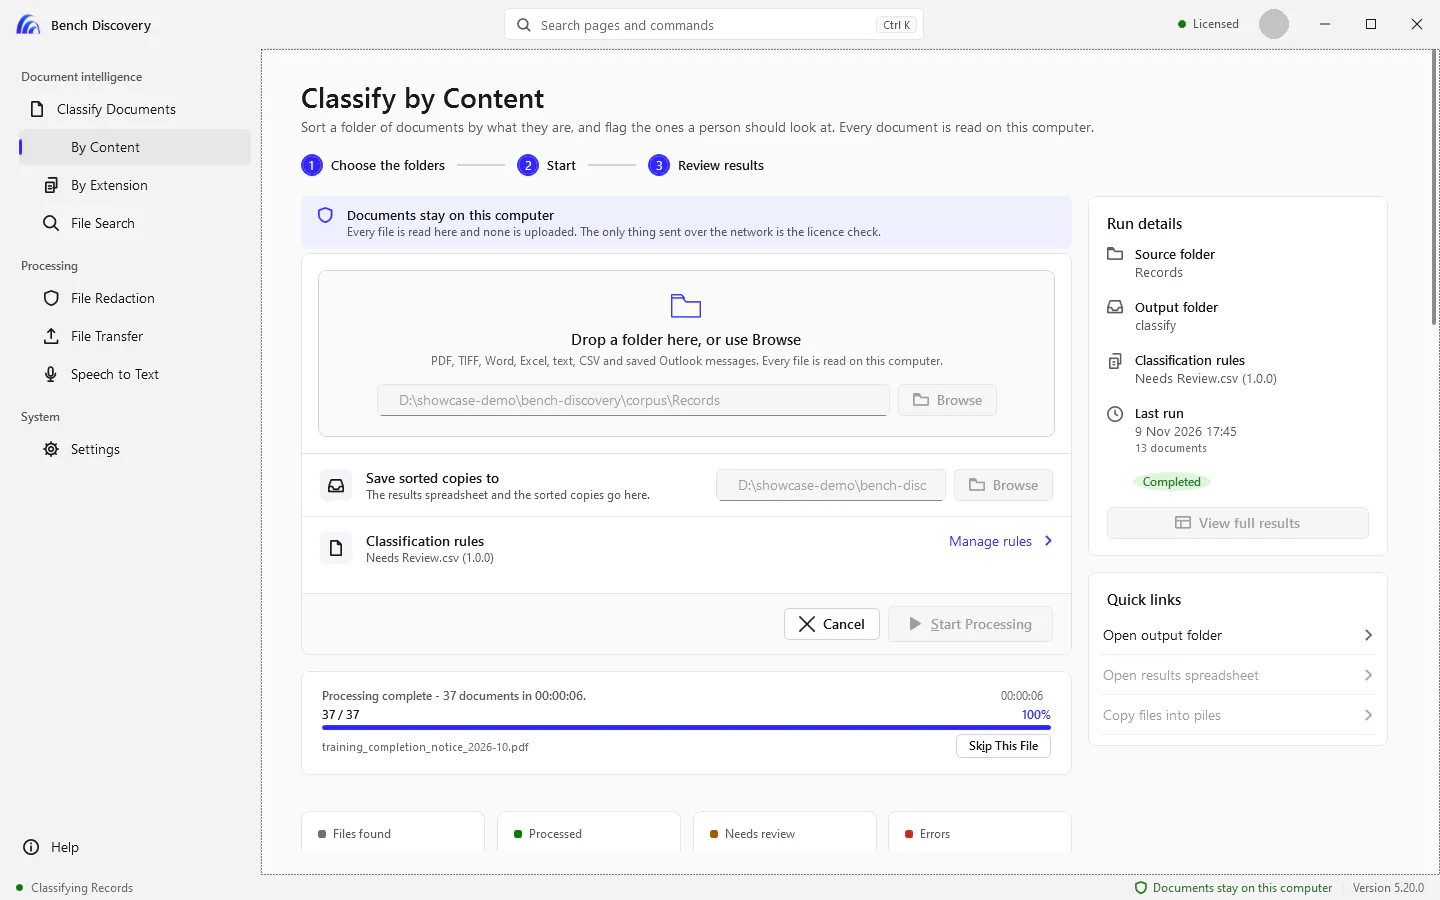 Bench Discovery
Search pages and commands
Ctrl K
Licensed
Document intelligence
Classify Documents
By Content
By Extension
File Search
Processing
File Redaction
File Transfer
Speech to Text
System
Settings
Help
Classifying Records
Classify by Content
Sort a folder of documents by what they are, and flag the ones a person should look at. Every document is read on this computer.
1 Choose the folders
2 Start
3 Review results
Documents stay on this computer
Every file is read here and none is uploaded. The only thing sent over the network is the licence check.
Drop a folder here, or use Browse
PDF, TIFF, Word, Excel, text, CSV and saved Outlook messages. Every file is read on this computer.
D:\showcase-demo\bench-discovery\corpus\Records
Browse
Save sorted copies to
The results spreadsheet and the sorted copies go here.
D:\showcase-demo\bench-disc
Browse
Classification rules
Needs Review.csv (1.0.0)
Manage rules
Cancel
Start Processing
Processing complete - 37 documents in 00:00:06.
00:00:06
37 / 37
100%
training_completion_notice_2026-10.pdf
Skip This File
Files found
Processed
Needs review
Errors
Run details
Source folder
Records
Output folder
classify
Classification rules
Needs Review.csv (1.0.0)
Last run
9 Nov 2026 17:45
13 documents
Completed
View full results
Quick links
Open output folder
Open results spreadsheet
Copy files into piles
Documents stay on this computer
Version 5.20.0